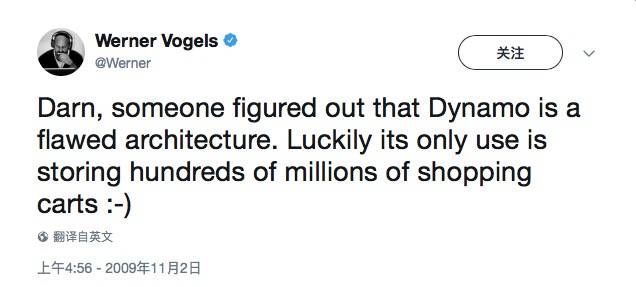 Werner Vogels
@Werner
关注
Darn, someone figured out that Dynamo is a
flawed architecture. Luckily its only use is
storing hundreds of millions of shopping
carts :-)
翻译自英文
上午4:56 - 2009年11月2日